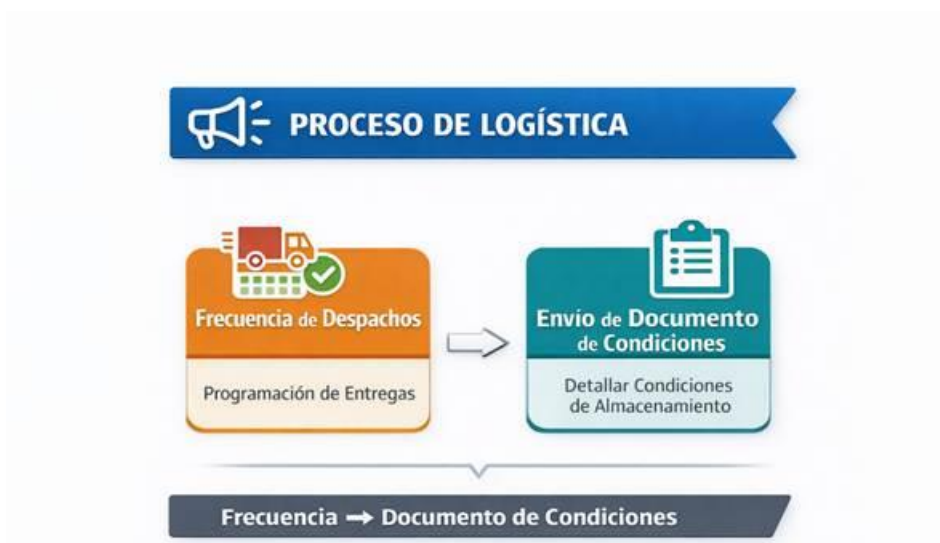 PROCESO DE LOGÍSTICA
Frecuencia de Despachos
Programación de Entregas
Envío de Documento
de Condiciones
Detallar Condiciones
de Almacenamiento
Frecuencia → Documento de Condiciones